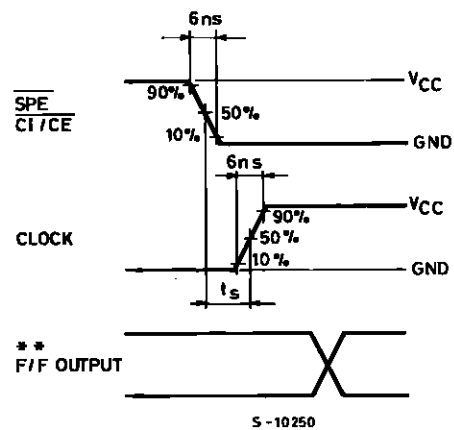 6ns
VCC
90%
SPE
50%
CI/CE
10%
GND
6ns
VCC
90%
CLOCK
50%
10%
GND
ts
**
F/F OUTPUT
S-10250